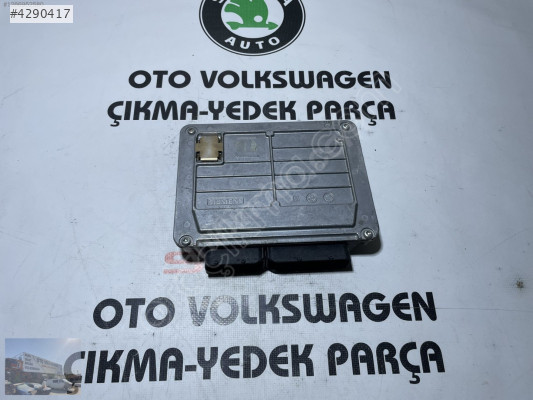 #4290417
AUTO
OTO VOLKSWAGEN
ÇIKMA-YEDEK PARÇA
OTO VOLKSWAGEN
ÇIKMA-YEDEK PARÇA